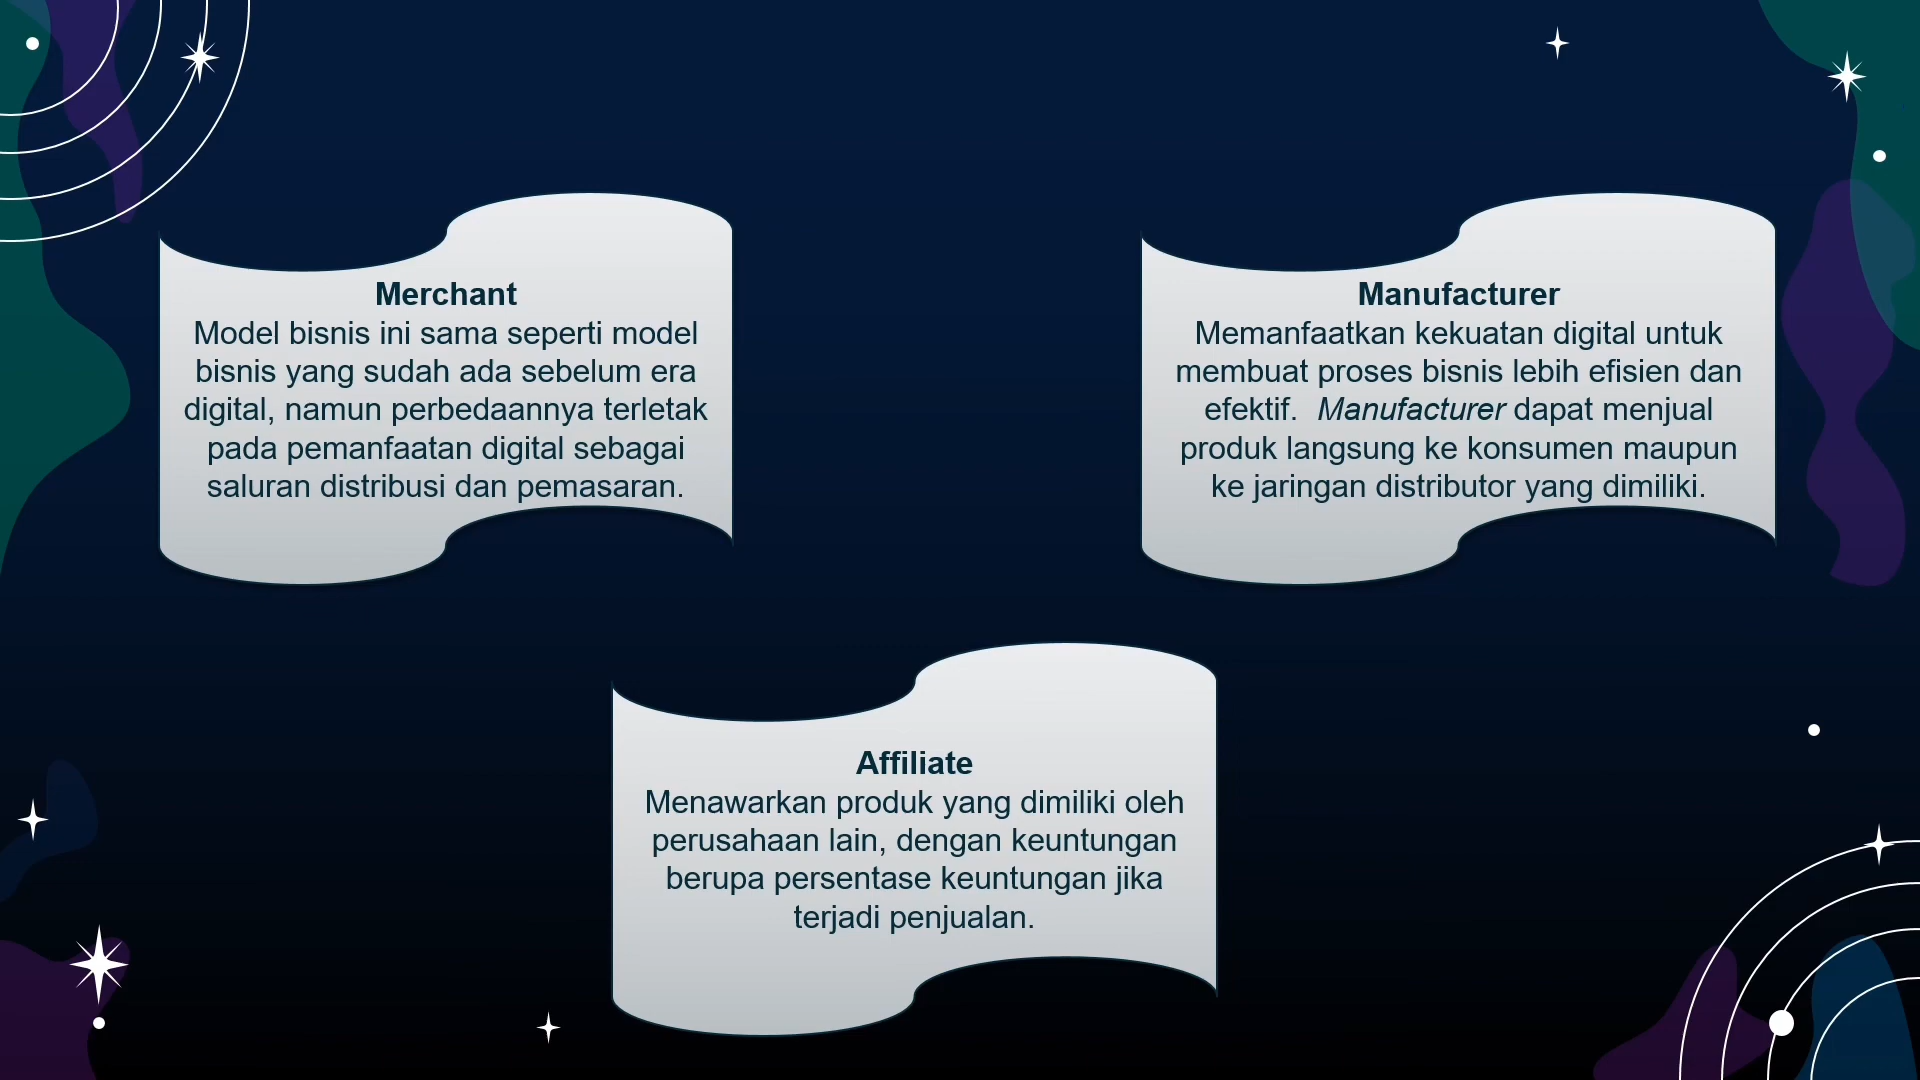 Merchant
Model bisnis ini sama seperti model
bisnis yang sudah ada sebelum era
digital, namun perbedaannya terletak
pada pemanfaatan digital sebagai
saluran distribusi dan pemasaran.
Manufacturer
Memanfaatkan kekuatan digital untuk
membuat proses bisnis lebih efisien dan
efektif.  Manufacturer dapat menjual
produk langsung ke konsumen maupun
ke jaringan distributor yang dimiliki.
Affiliate
Menawarkan produk yang dimiliki oleh
perusahaan lain, dengan keuntungan
berupa persentase keuntungan jika
terjadi penjualan.